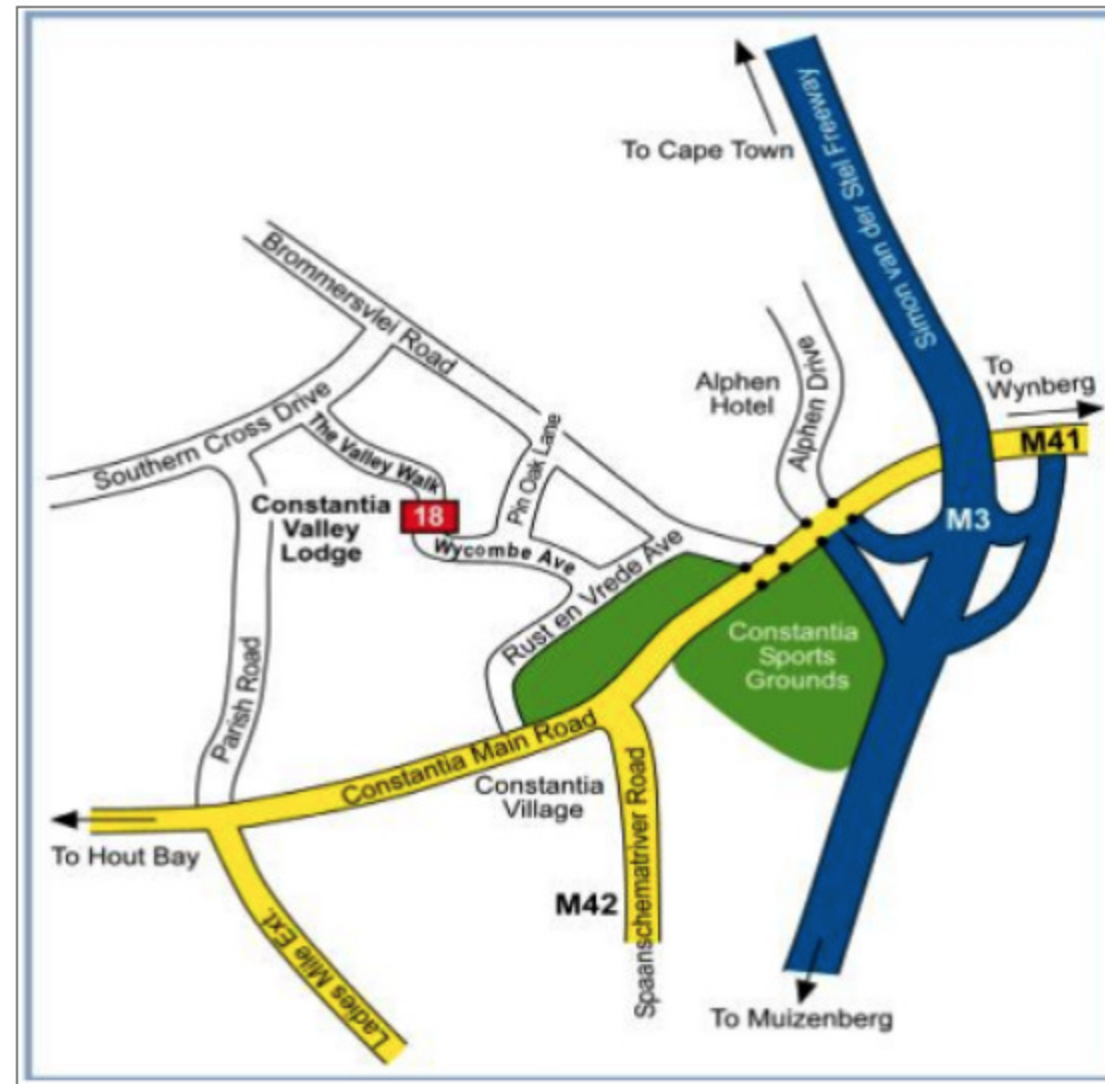 To Cape Town
Simon van der Stel Freeway
Brommersvlei Road
To
Wynberg
Alphen
Hotel
Alphen Drive
M41
Southern Cross Drive
The Valley Walk
Pin Oak Lane
Constantia
Valley
Lodge
18
M3
Wycombe Ave
Rust en Vrede Ave
Constantia
Sports
Grounds
Parish Road
Constantia Main Road
Constantia
Village
Spaanschematriver Road
To Hout Bay
M42
Ladies Mile Ext.
To Muizenberg